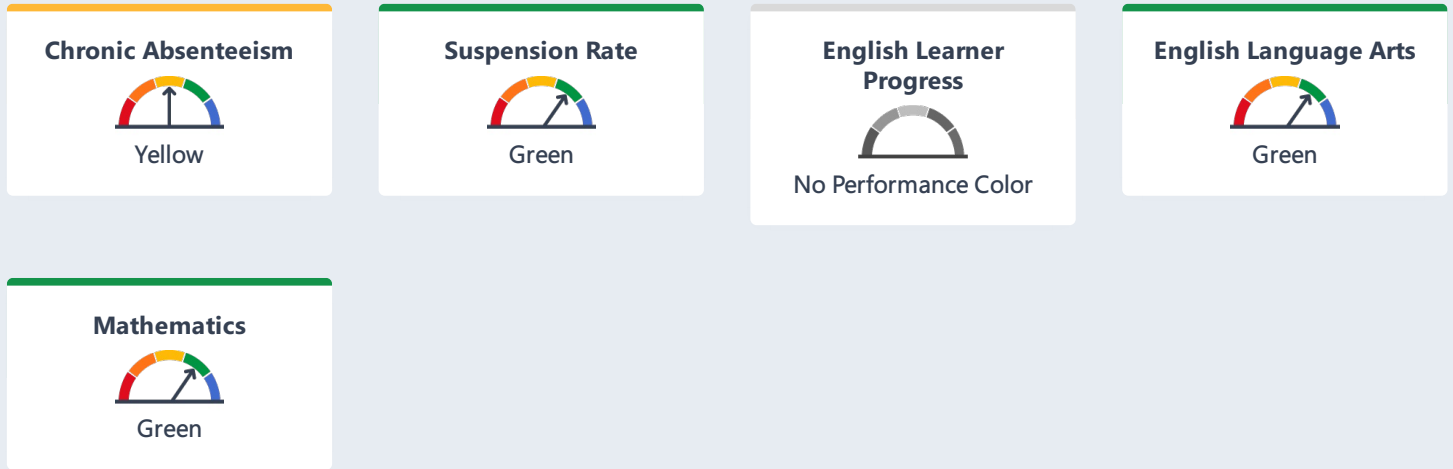 Chronic Absenteeism
Yellow
Suspension Rate
Green
English Learner
Progress
No Performance Color
English Language Arts
Green
Mathematics
Green